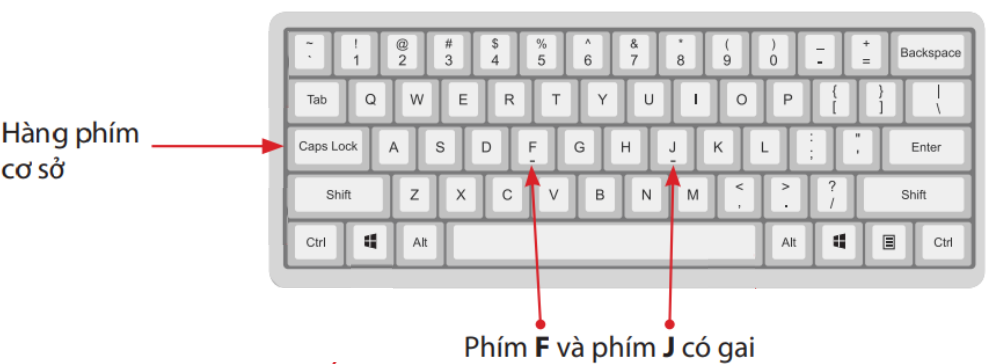 ~ ! @ # $ % ^ & * ( ) _ + Backspace
` 1 2 3 4 5 6 7 8 9 0 - =
Tab Q W E R T Y U I O P { } |
[ ] \
Hàng phím
cơ sở
Caps Lock A S D F G H J K L : " Enter
; '
Shift Z X C V B N M < > ? Shift
, . /
Ctrl Alt Alt Ctrl
Phím F và phím J có gai